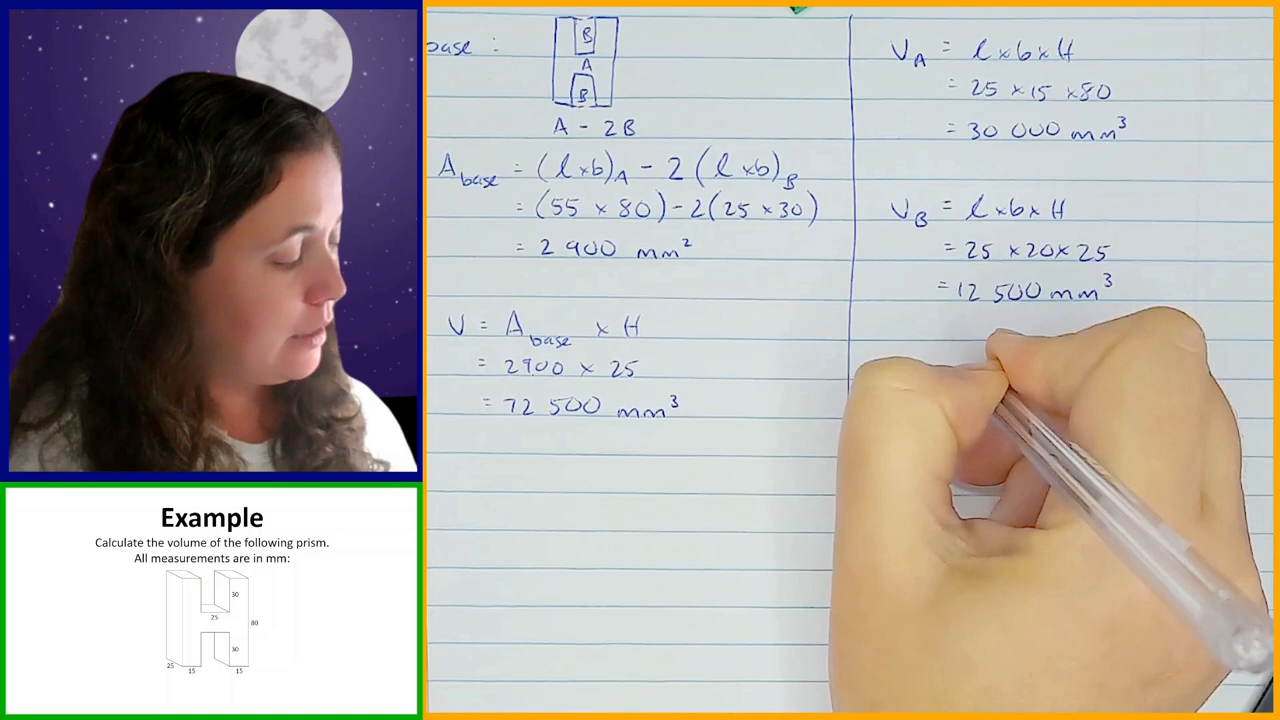 base :
B
A
B
A - 2B
A base = (l x b)A - 2 (l x b)B
= (55 x 80) - 2(25 x 30)
= 2 900 mm²
V = A base x H
= 2900 x 25
= 72 500 mm³
VA = l x b x H
= 25 x 15 x 80
= 30 000 mm³
VB = l x b x H
= 25 x 20 x 25
= 12 500 mm³
Example
Calculate the volume of the following prism.
All measurements are in mm:
30
25
80
30
25
15
15